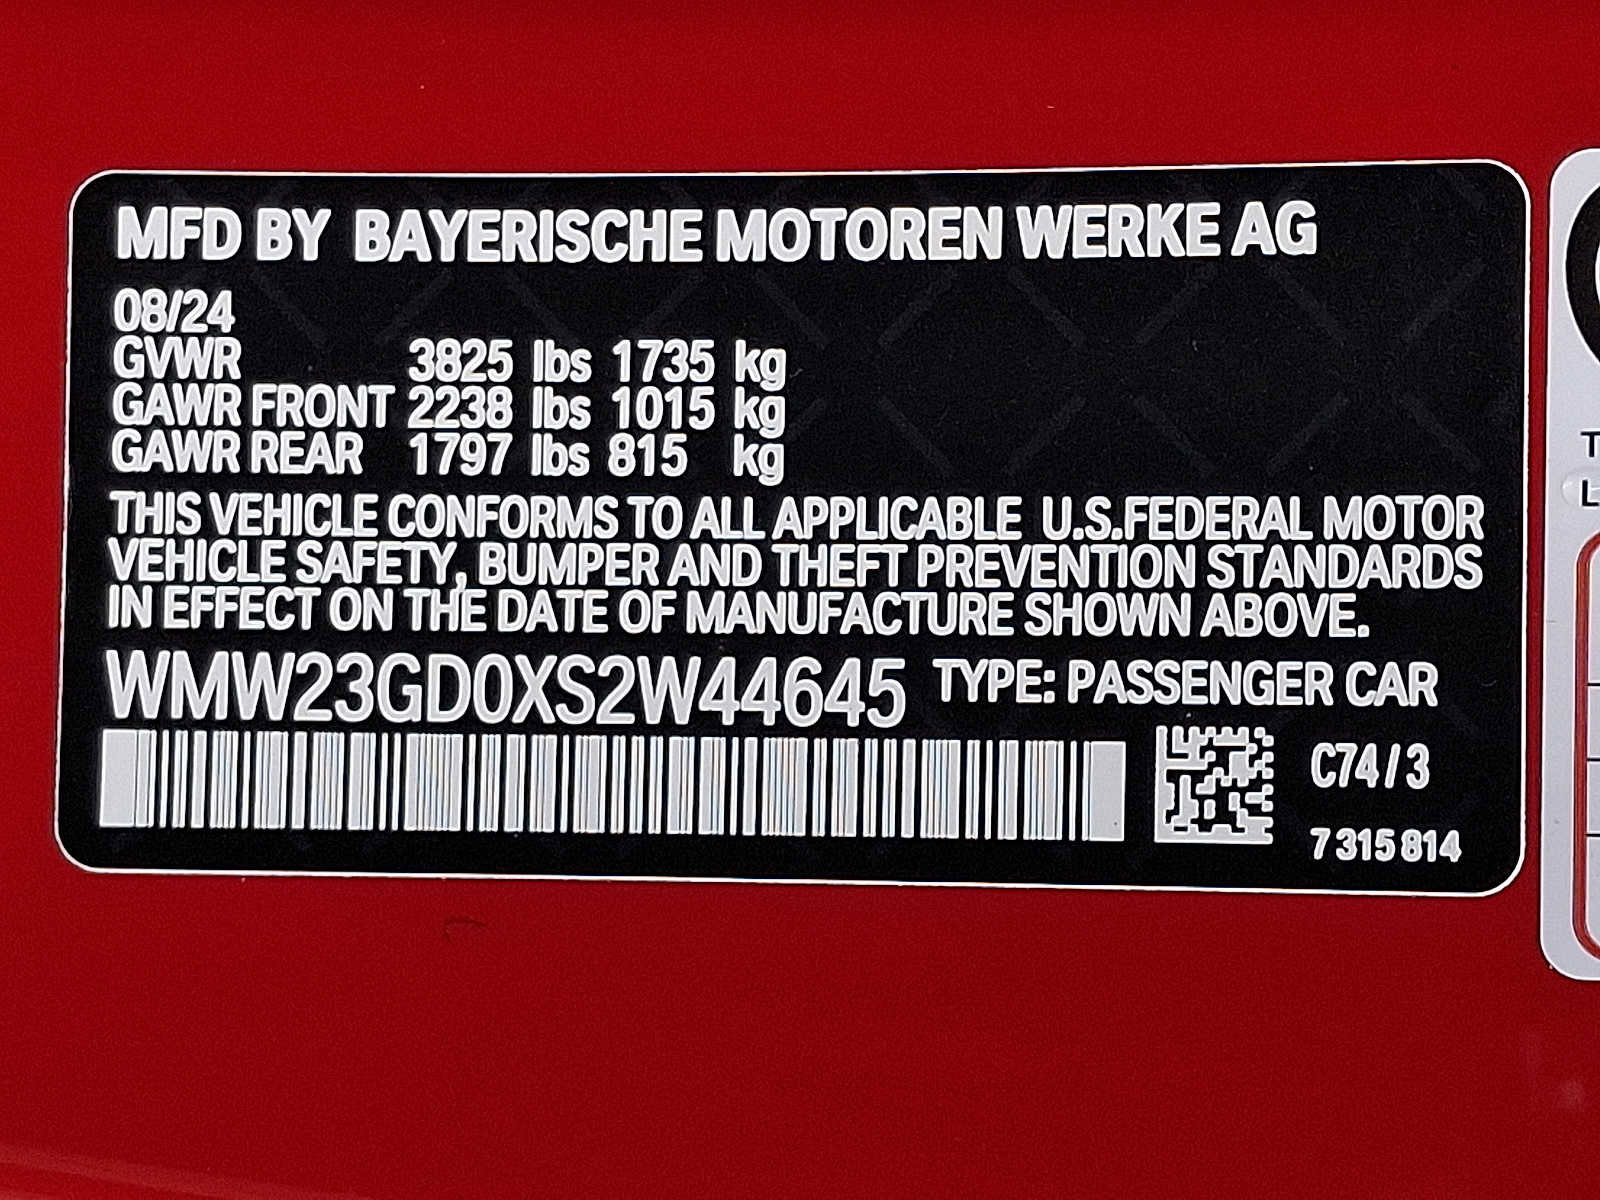 MFD BY BAYERISCHE MOTOREN WERKE AG
08/24
GVWR 3825 lbs 1735 kg
GAWR FRONT 2238 lbs 1015 kg
GAWR REAR 1797 lbs 815 kg
THIS VEHICLE CONFORMS TO ALL APPLICABLE U.S.FEDERAL MOTOR
VEHICLE SAFETY, BUMPER AND THEFT PREVENTION STANDARDS
IN EFFECT ON THE DATE OF MANUFACTURE SHOWN ABOVE.
WMW23GD0XS2W44645 TYPE: PASSENGER CAR
C74/3
7 315 814